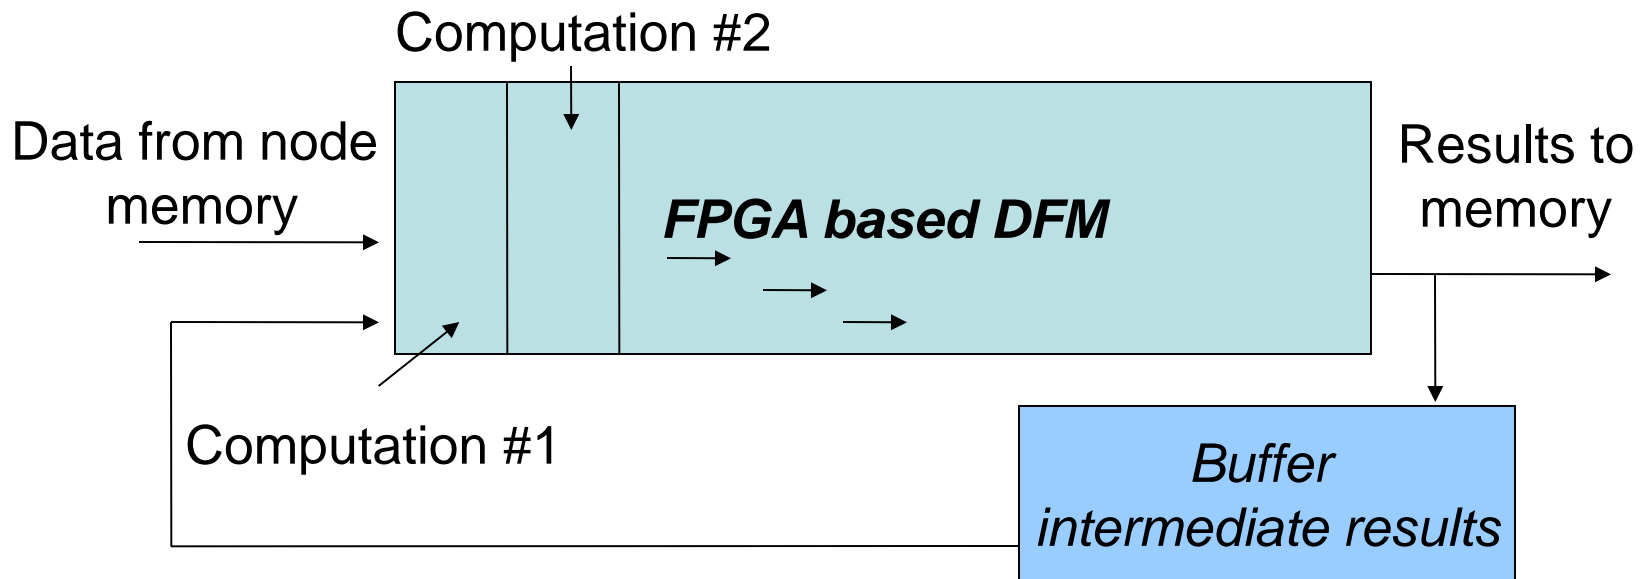 Computation #2
Data from node
memory
FPGA based DFM
Results to
memory
Computation #1
Buffer
intermediate results